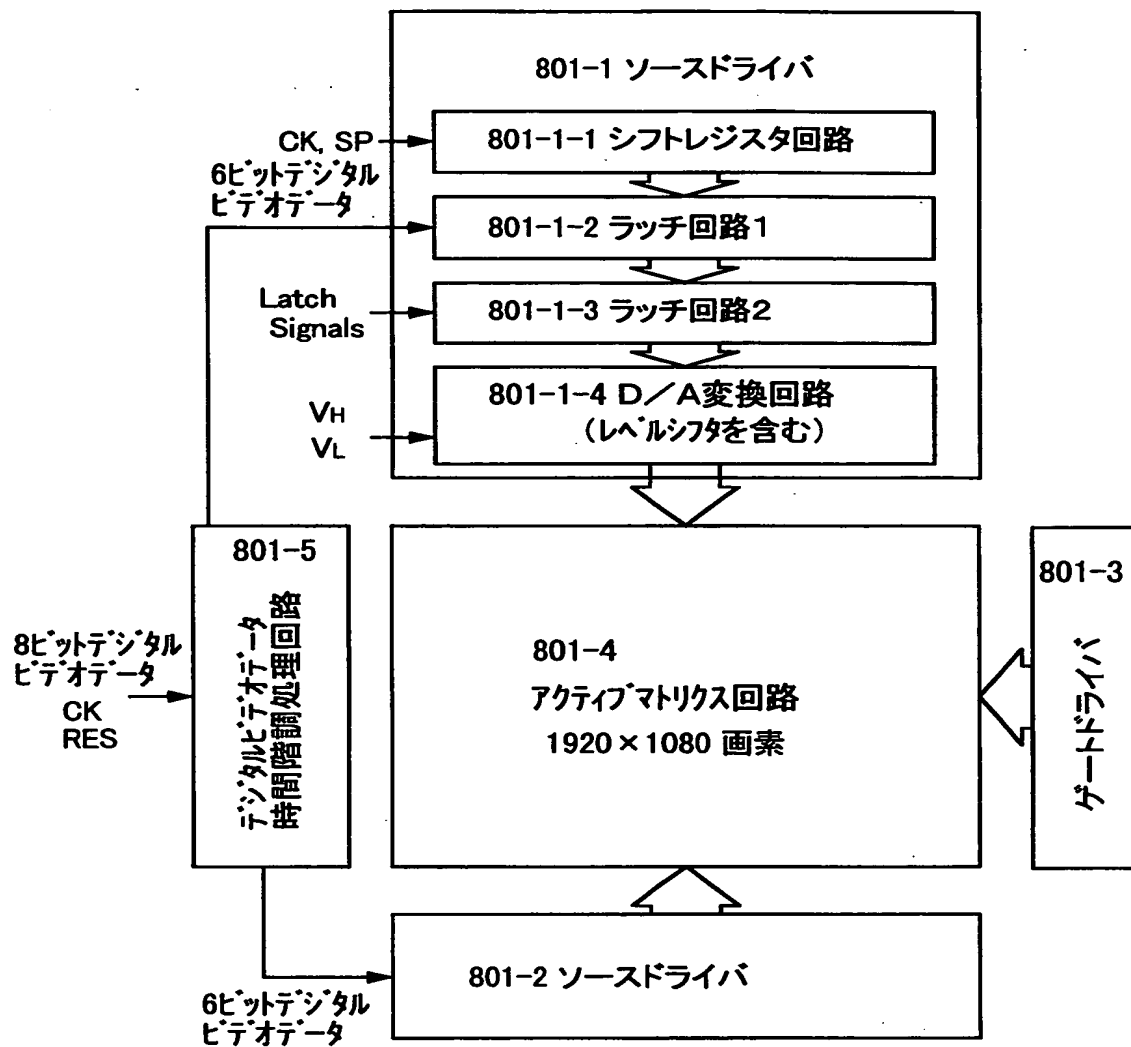 801-1 ソースドライバ
CK, SP
801-1-1 シフトレジスタ回路
6ビットデジタル
ビデオデータ
801-1-2 ラッチ回路1
Latch
Signals
801-1-3 ラッチ回路2
VH
VL
801-1-4 D/A変換回路
(レベルシフタを含む)
801-5
デジタルビデオデータ
時間階調処理回路
8ビットデジタル
ビデオデータ
CK
RES
801-4
アクティブマトリクス回路
1920×1080 画素
801-3
ゲートドライバ
801-2 ソースドライバ
6ビットデジタル
ビデオデータ